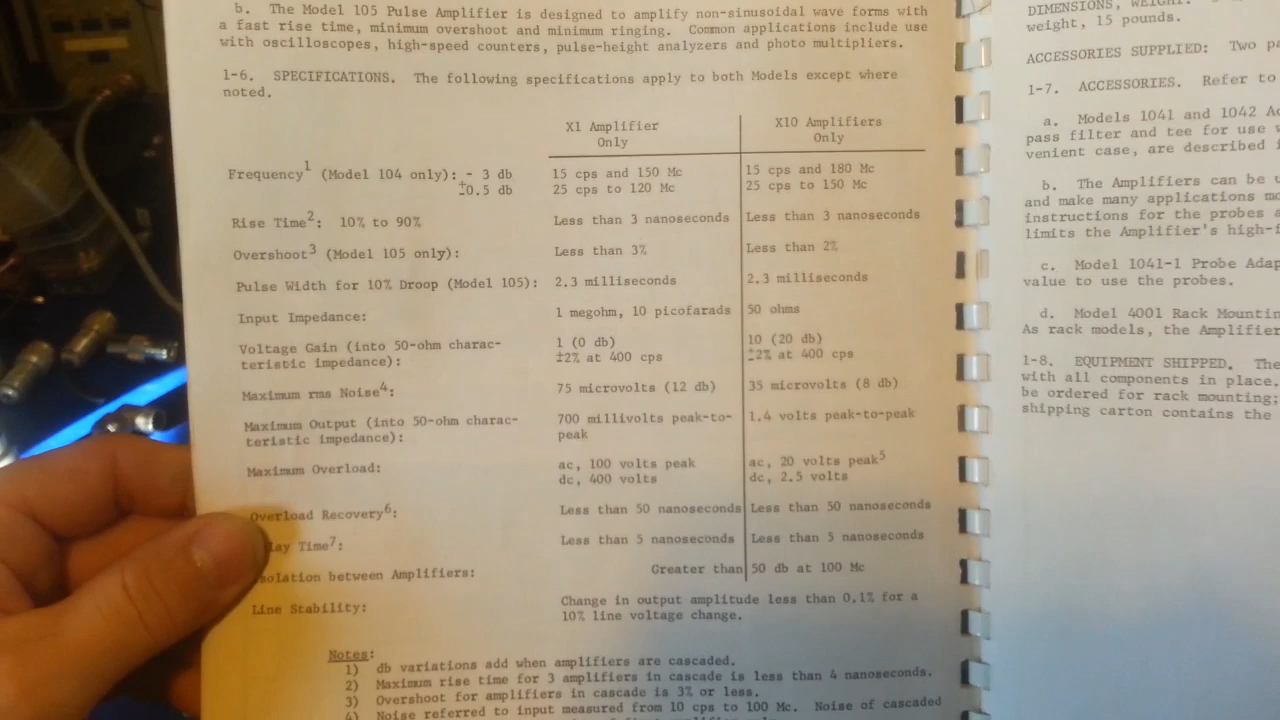 b. The Model 105 Pulse Amplifier is designed to amplify non-sinusoidal wave forms with
a fast rise time, minimum overshoot and minimum ringing. Common applications include use
with oscilloscopes, high-speed counters, pulse-height analyzers and photo multipliers.
1-6. SPECIFICATIONS. The following specifications apply to both Models except where
noted.
X1 Amplifier Only
X10 Amplifiers Only
Frequency1 (Model 104 only): - 3 db 15 cps and 150 Mc 15 cps and 180 Mc
±0.5 db 25 cps to 120 Mc 25 cps to 150 Mc
Rise Time2: 10% to 90% Less than 3 nanoseconds Less than 3 nanoseconds
Overshoot3 (Model 105 only): Less than 3% Less than 2%
Pulse Width for 10% Droop (Model 105): 2.3 milliseconds 2.3 milliseconds
Input Impedance: 1 megohm, 10 picofarads 50 ohms
Voltage Gain (into 50-ohm charac- 1 (0 db) 10 (20 db)
teristic impedance): ±2% at 400 cps ±2% at 400 cps
Maximum rms Noise4: 75 microvolts (12 db) 35 microvolts (8 db)
Maximum Output (into 50-ohm charac- 700 millivolts peak-to- 1.4 volts peak-to-peak
teristic impedance): peak
Maximum Overload: ac, 100 volts peak ac, 20 volts peak5
dc, 400 volts dc, 2.5 volts
Overload Recovery6: Less than 50 nanoseconds Less than 50 nanoseconds
lay Time7: Less than 5 nanoseconds Less than 5 nanoseconds
solation between Amplifiers: Greater than 50 db at 100 Mc
Line Stability: Change in output amplitude less than 0.1% for a
10% line voltage change.
Notes:
1) db variations add when amplifiers are cascaded.
2) Maximum rise time for 3 amplifiers in cascade is less than 4 nanoseconds.
3) Overshoot for amplifiers in cascade is 3% or less.
4) Noise referred to input measured from 10 cps to 100 Mc. Noise of cascaded
DIMENSIONS, WEIGHT:
weight, 15 pounds.
ACCESSORIES SUPPLIED: Two pa
1-7. ACCESSORIES. Refer to
a. Models 1041 and 1042 Ad
pass filter and tee for use
venient case, are described i
b. The Amplifiers can be u
and make many applications mo
instructions for the probes a
limits the Amplifier's high-f
c. Model 1041-1 Probe Adap
value to use the probes.
d. Model 4001 Rack Mountin
As rack models, the Amplifier
1-8. EQUIPMENT SHIPPED. The
with all components in place,
be ordered for rack mounting;
shipping carton contains the